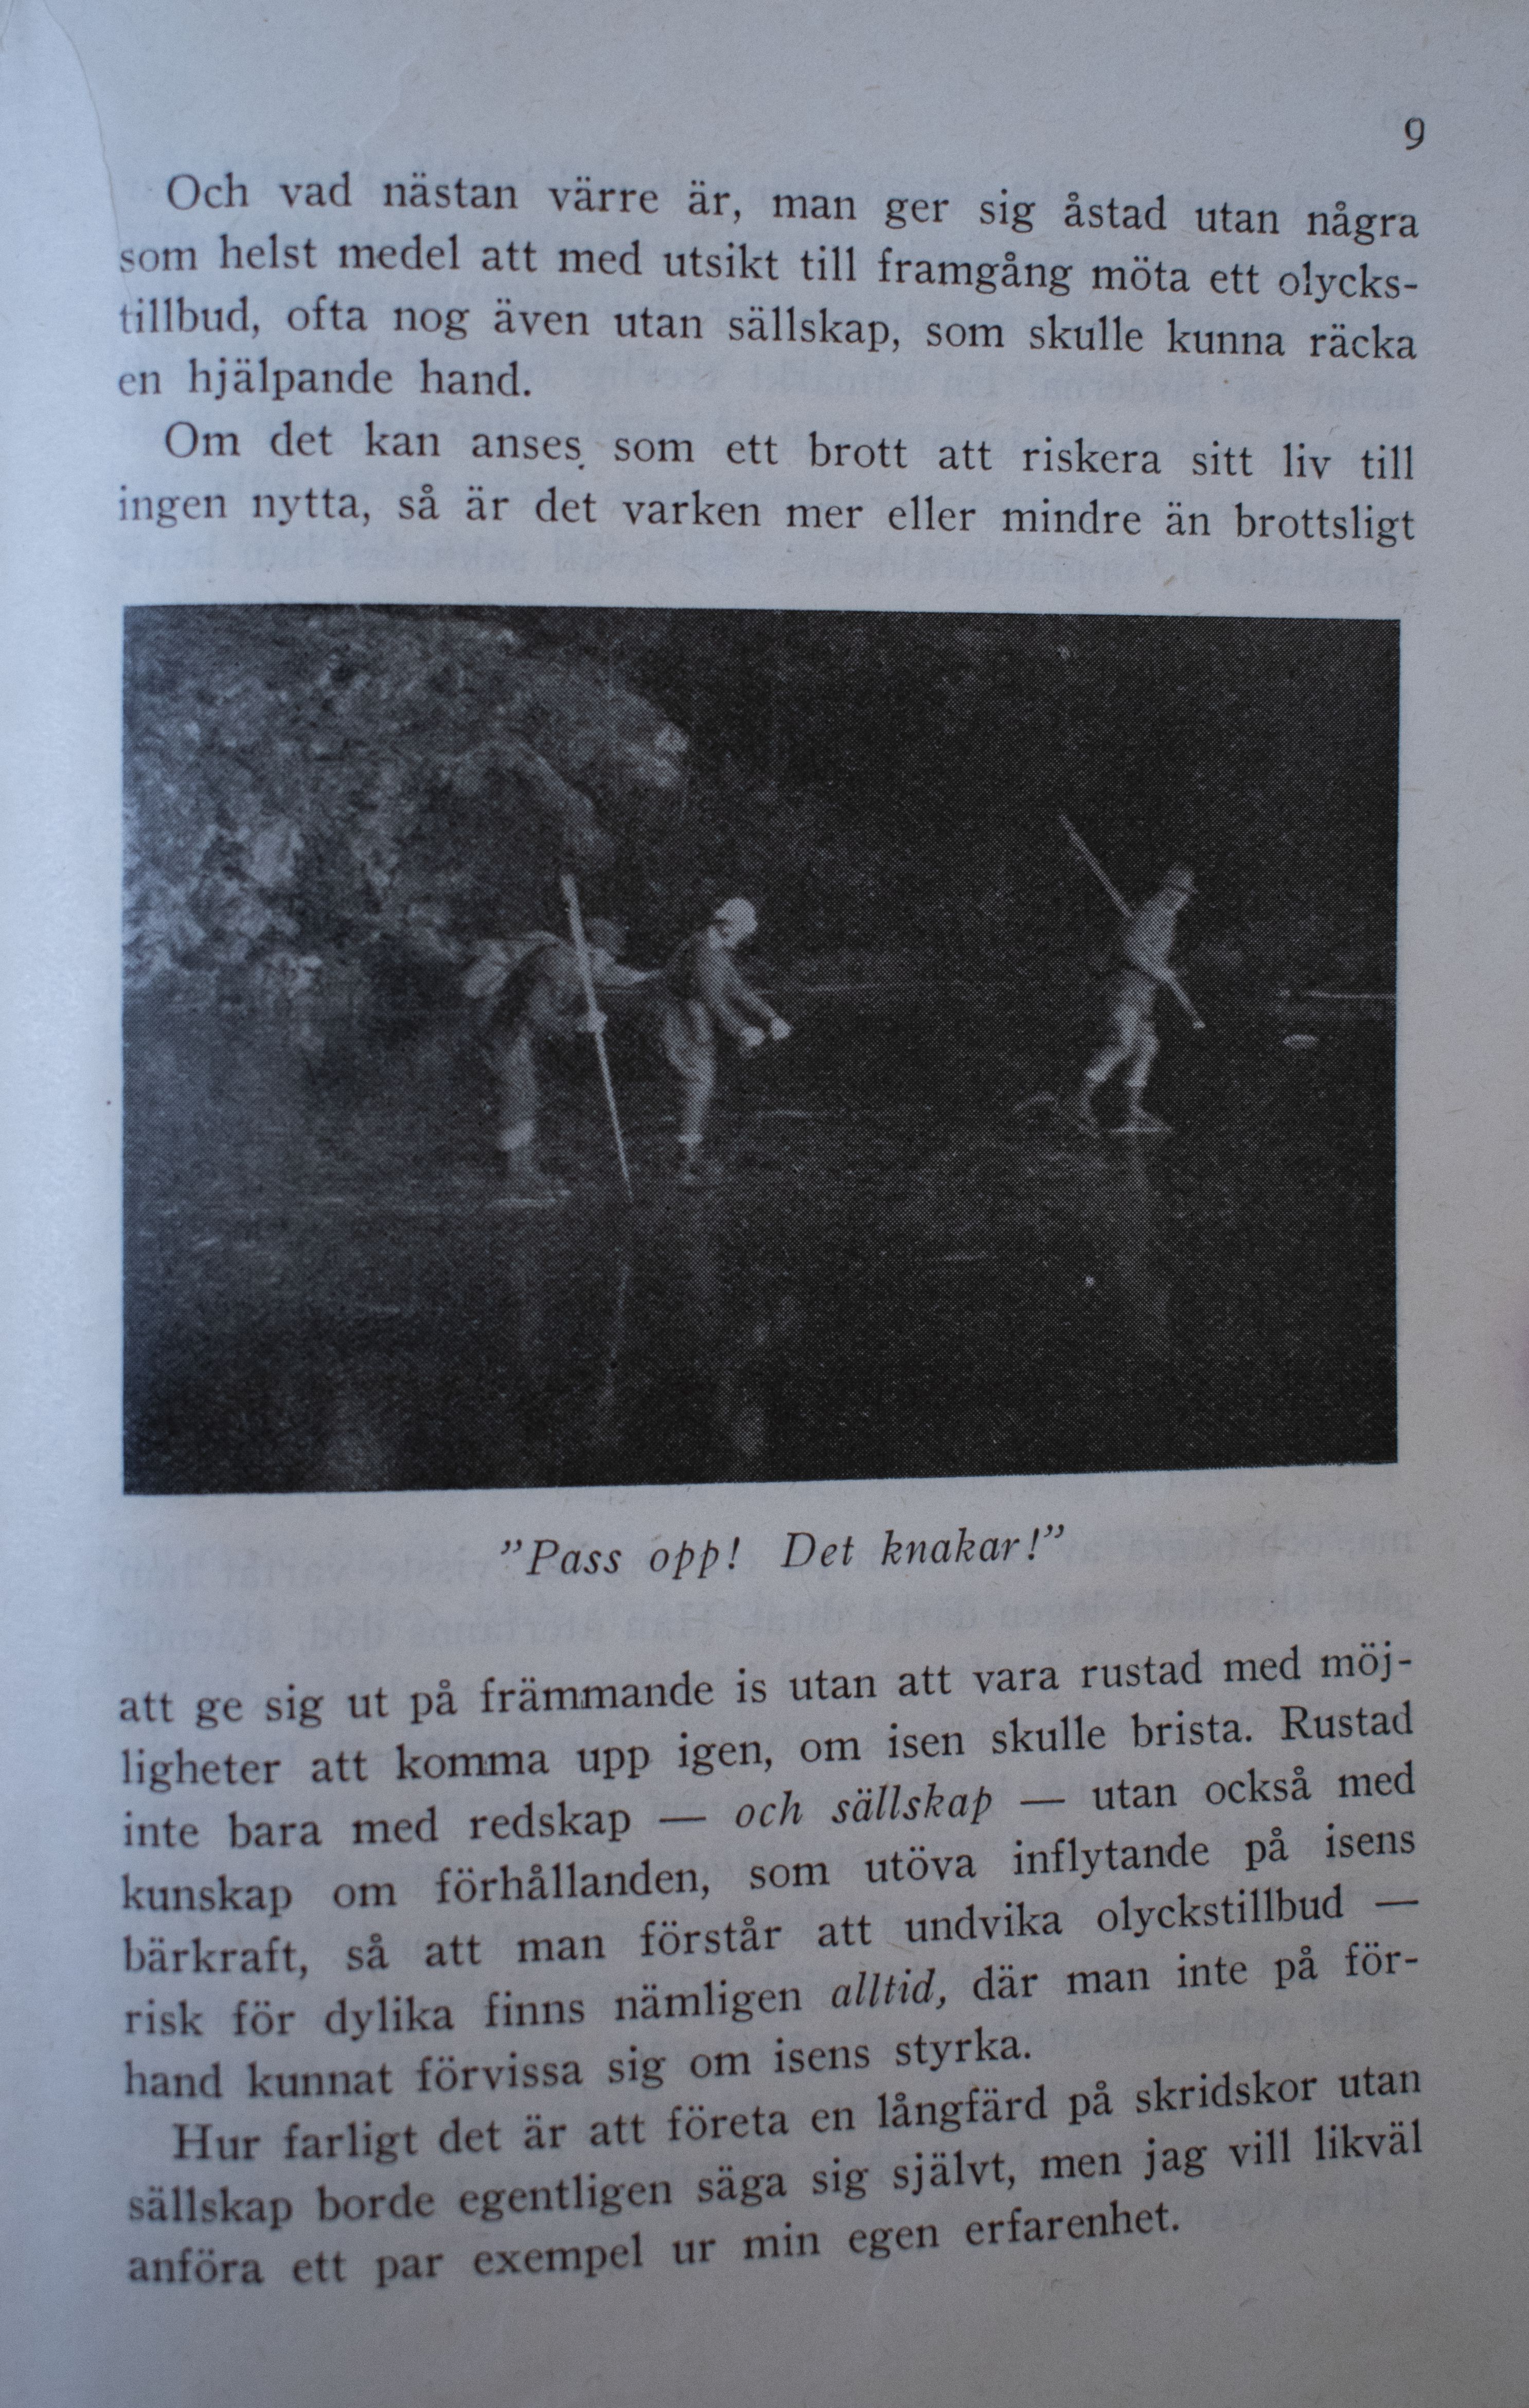 9
Och vad nästan värre är, man ger sig åstad utan några
som helst medel att med utsikt till framgång möta ett olycks-
tillbud, ofta nog även utan sällskap, som skulle kunna räcka
en hjälpande hand.
Om det kan anses som ett brott att riskera sitt liv till
ingen nytta, så är det varken mer eller mindre än brottsligt
”Pass opp! Det knakar!”
att ge sig ut på främmande is utan att vara rustad med möj-
ligheter att komma upp igen, om isen skulle brista. Rustad
inte bara med redskap — och sällskap — utan också med
kunskap om förhållanden, som utöva inflytande på isens
bärkraft, så att man förstår att undvika olyckstillbud —
risk för dylika finns nämligen alltid, där man inte på för-
hand kunnat förvissa sig om isens styrka.
Hur farligt det är att företa en långfärd på skridskor utan
sällskap borde egentligen säga sig självt, men jag vill likväl
anföra ett par exempel ur min egen erfarenhet.